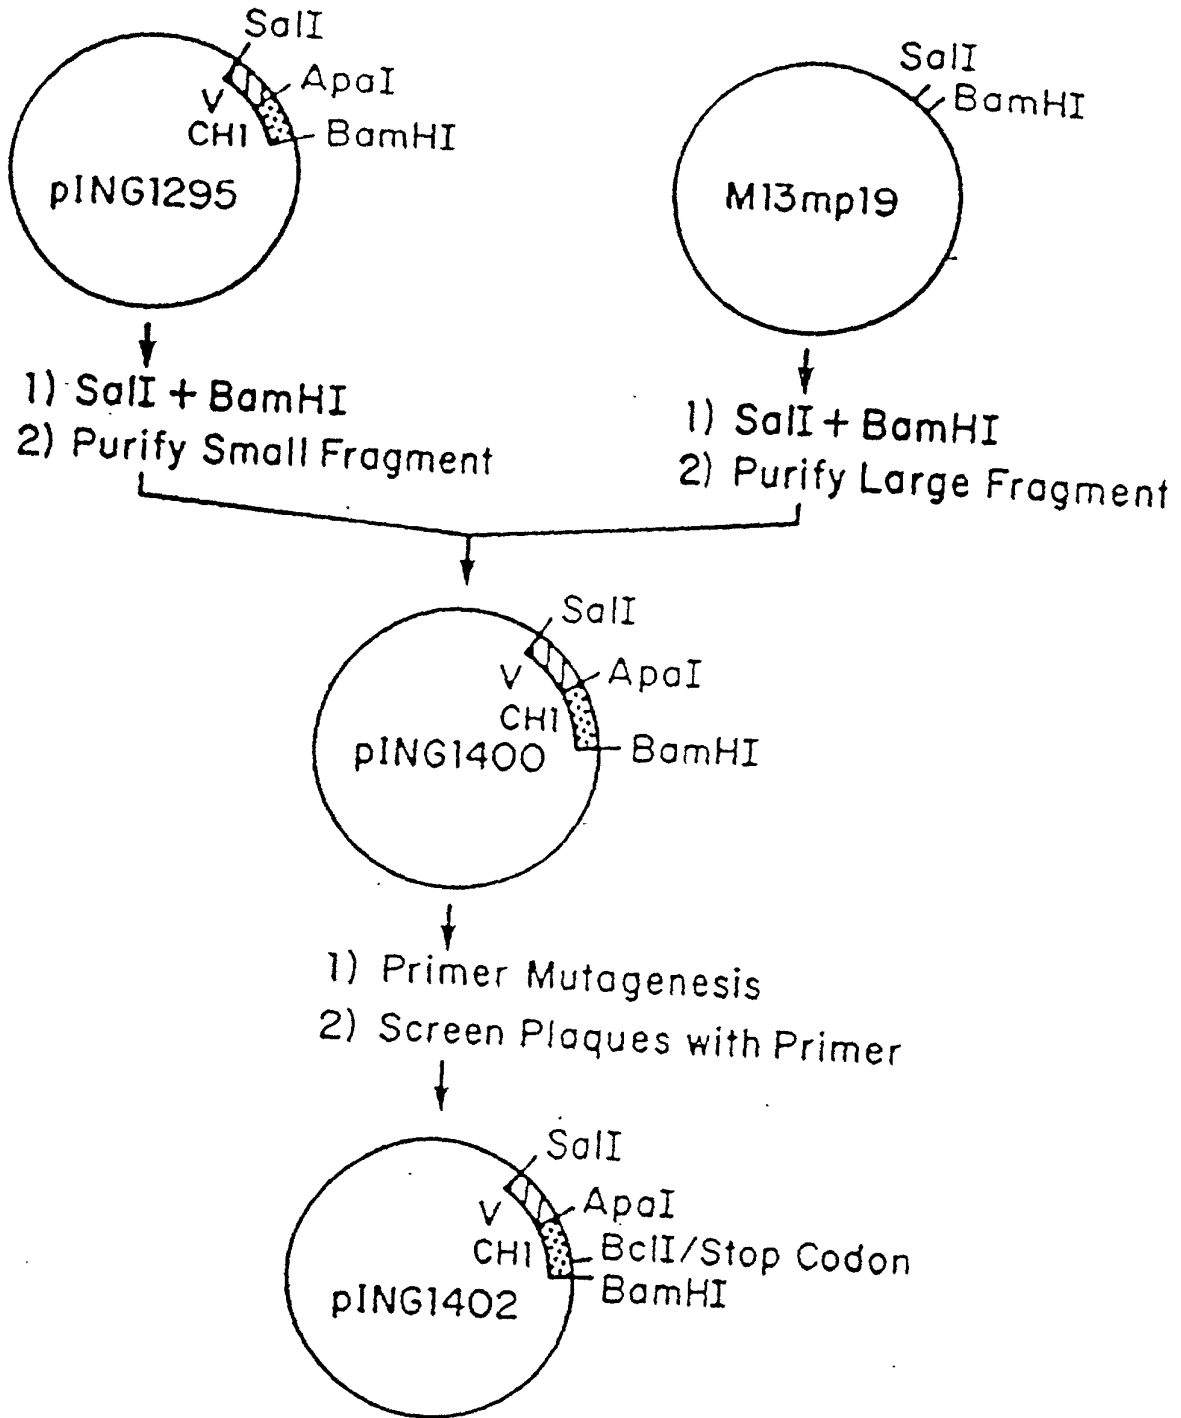 SalI
ApaI
V
CH1
BamHI
pING1295
SalI
BamHI
M13mp19
1) SalI + BamHI
2) Purify Small Fragment
1) SalI + BamHI
2) Purify Large Fragment
SalI
V
ApaI
CH1
BamHI
pING1400
1) Primer Mutagenesis
2) Screen Plaques with Primer
SalI
V
ApaI
CH1
BclI/Stop Codon
BamHI
pING1402